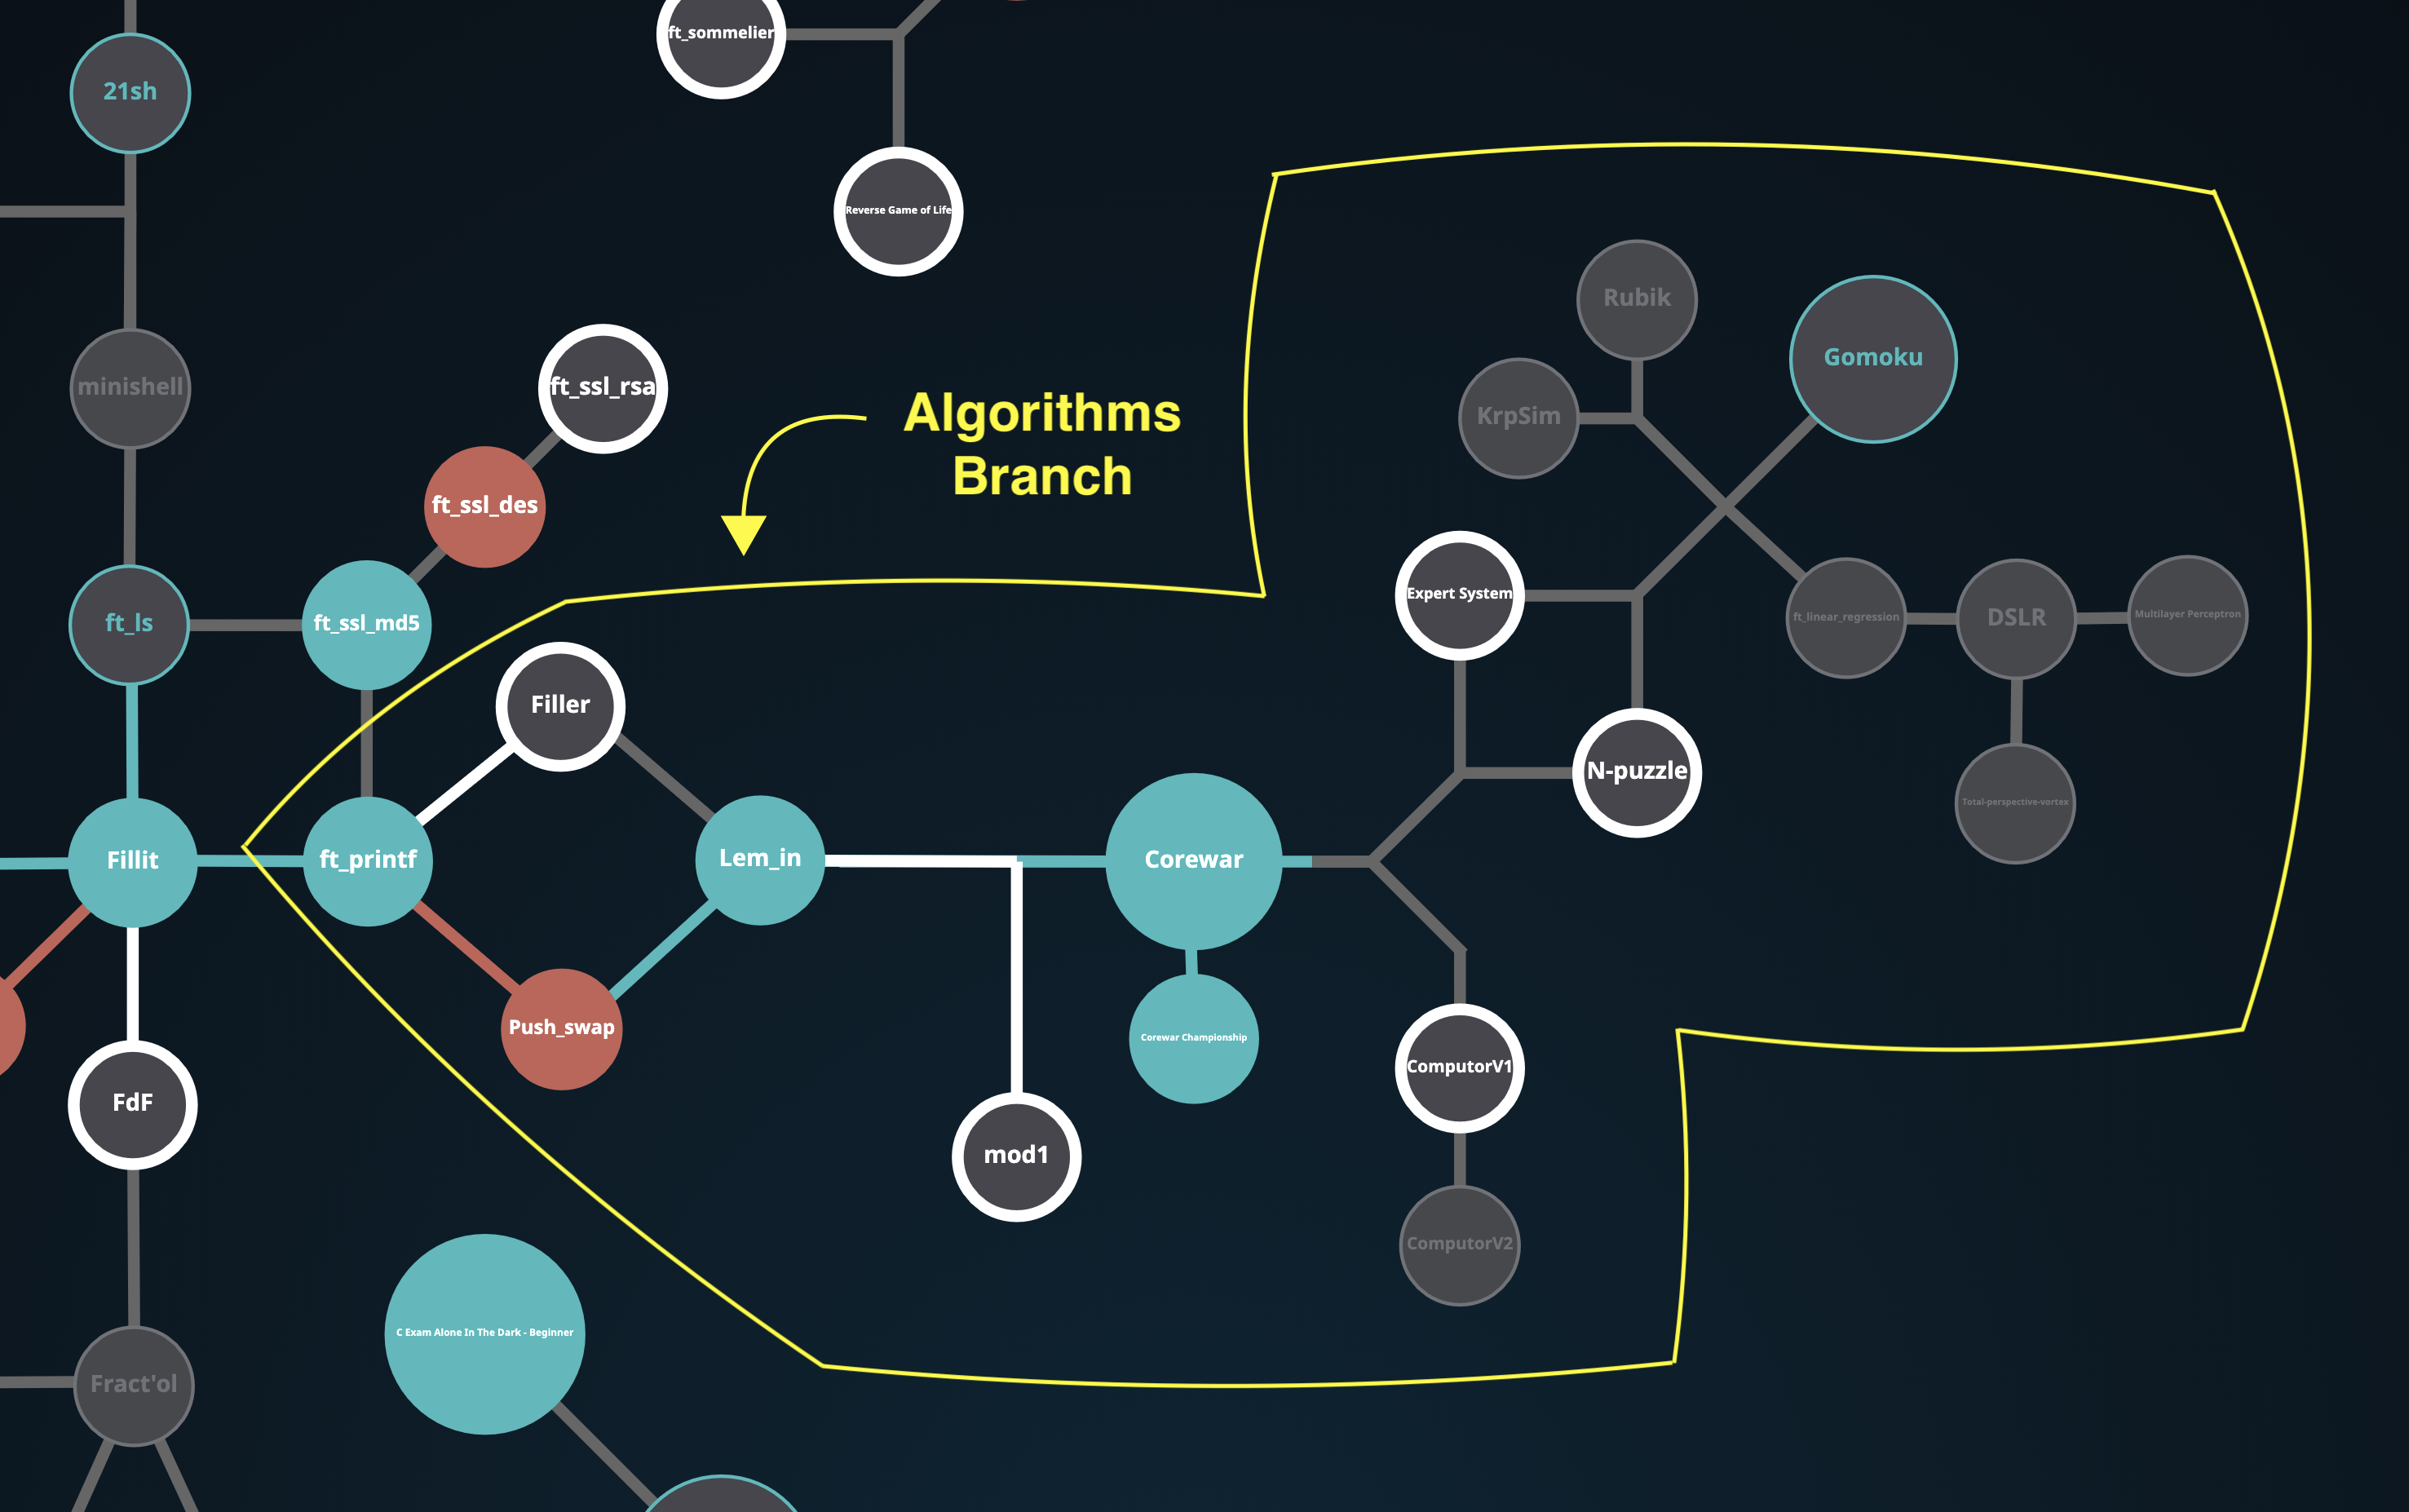 ft_sommelier
21sh
Reverse Game of Life
Rubik
Gomoku
minishell
ft_ssl_rsa
Algorithms
Branch
KrpSim
ft_ssl_des
Expert System
ft_ls
ft_ssl_md5
ft_linear_regression
DSLR
Multilayer Perceptron
Filler
N-puzzle
Total-perspective-vortex
Fillit
ft_printf
Lem_in
Corewar
Push_swap
Corewar Championship
ComputorV1
FdF
mod1
ComputorV2
C Exam Alone In The Dark - Beginner
Fract'ol